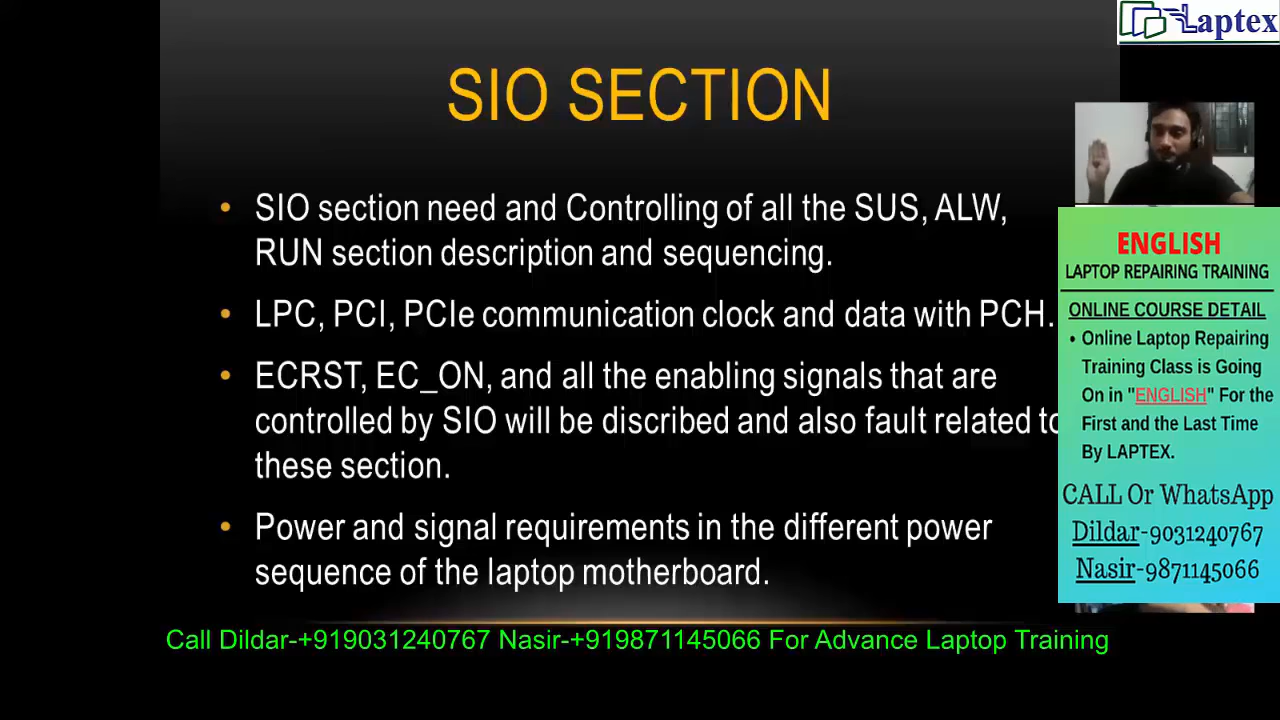 Laptex
SIO SECTION
• SIO section need and Controlling of all the SUS, ALW,
RUN section description and sequencing.
• LPC, PCI, PCIe communication clock and data with PCH.
• ECRST, EC_ON, and all the enabling signals that are
controlled by SIO will be discribed and also fault related to
these section.
• Power and signal requirements in the different power
sequence of the laptop motherboard.
ENGLISH
LAPTOP REPAIRING TRAINING
ONLINE COURSE DETAIL
• Online Laptop Repairing
Training Class is Going
On in "ENGLISH" For the
First and the Last Time
By LAPTEX.
CALL Or WhatsApp
Dildar-9031240767
Nasir-9871145066
Call Dildar-+919031240767 Nasir-+919871145066 For Advance Laptop Training